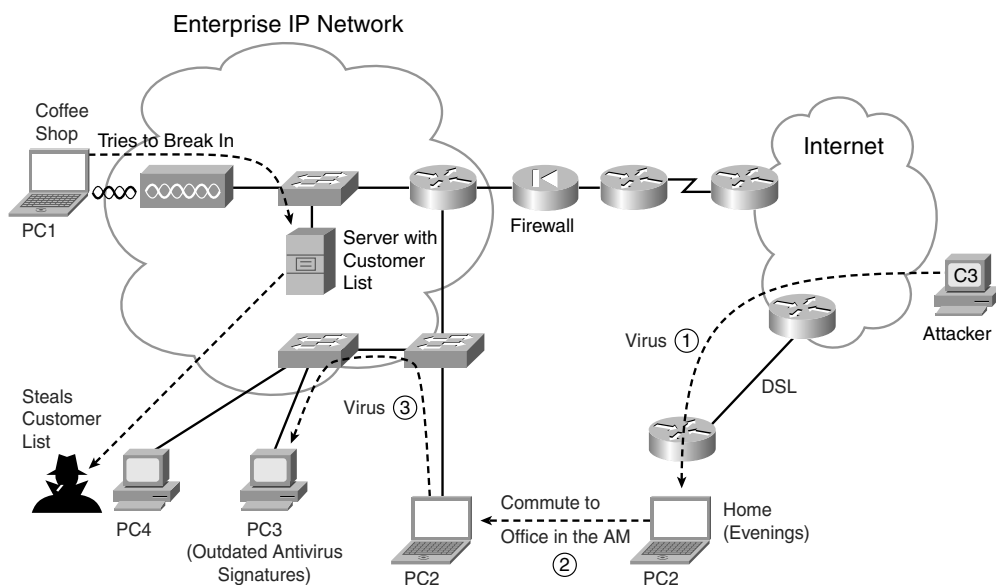 Enterprise IP Network
Coffee
Shop
Tries to Break In
PC1
Server with
Customer
List
Firewall
Internet
C3
Attacker
Virus 1
DSL
Steals
Customer
List
Virus 3
PC4
PC3
(Outdated Antivirus
Signatures)
PC2
Commute to
Office in the AM
2
Home
(Evenings)
PC2